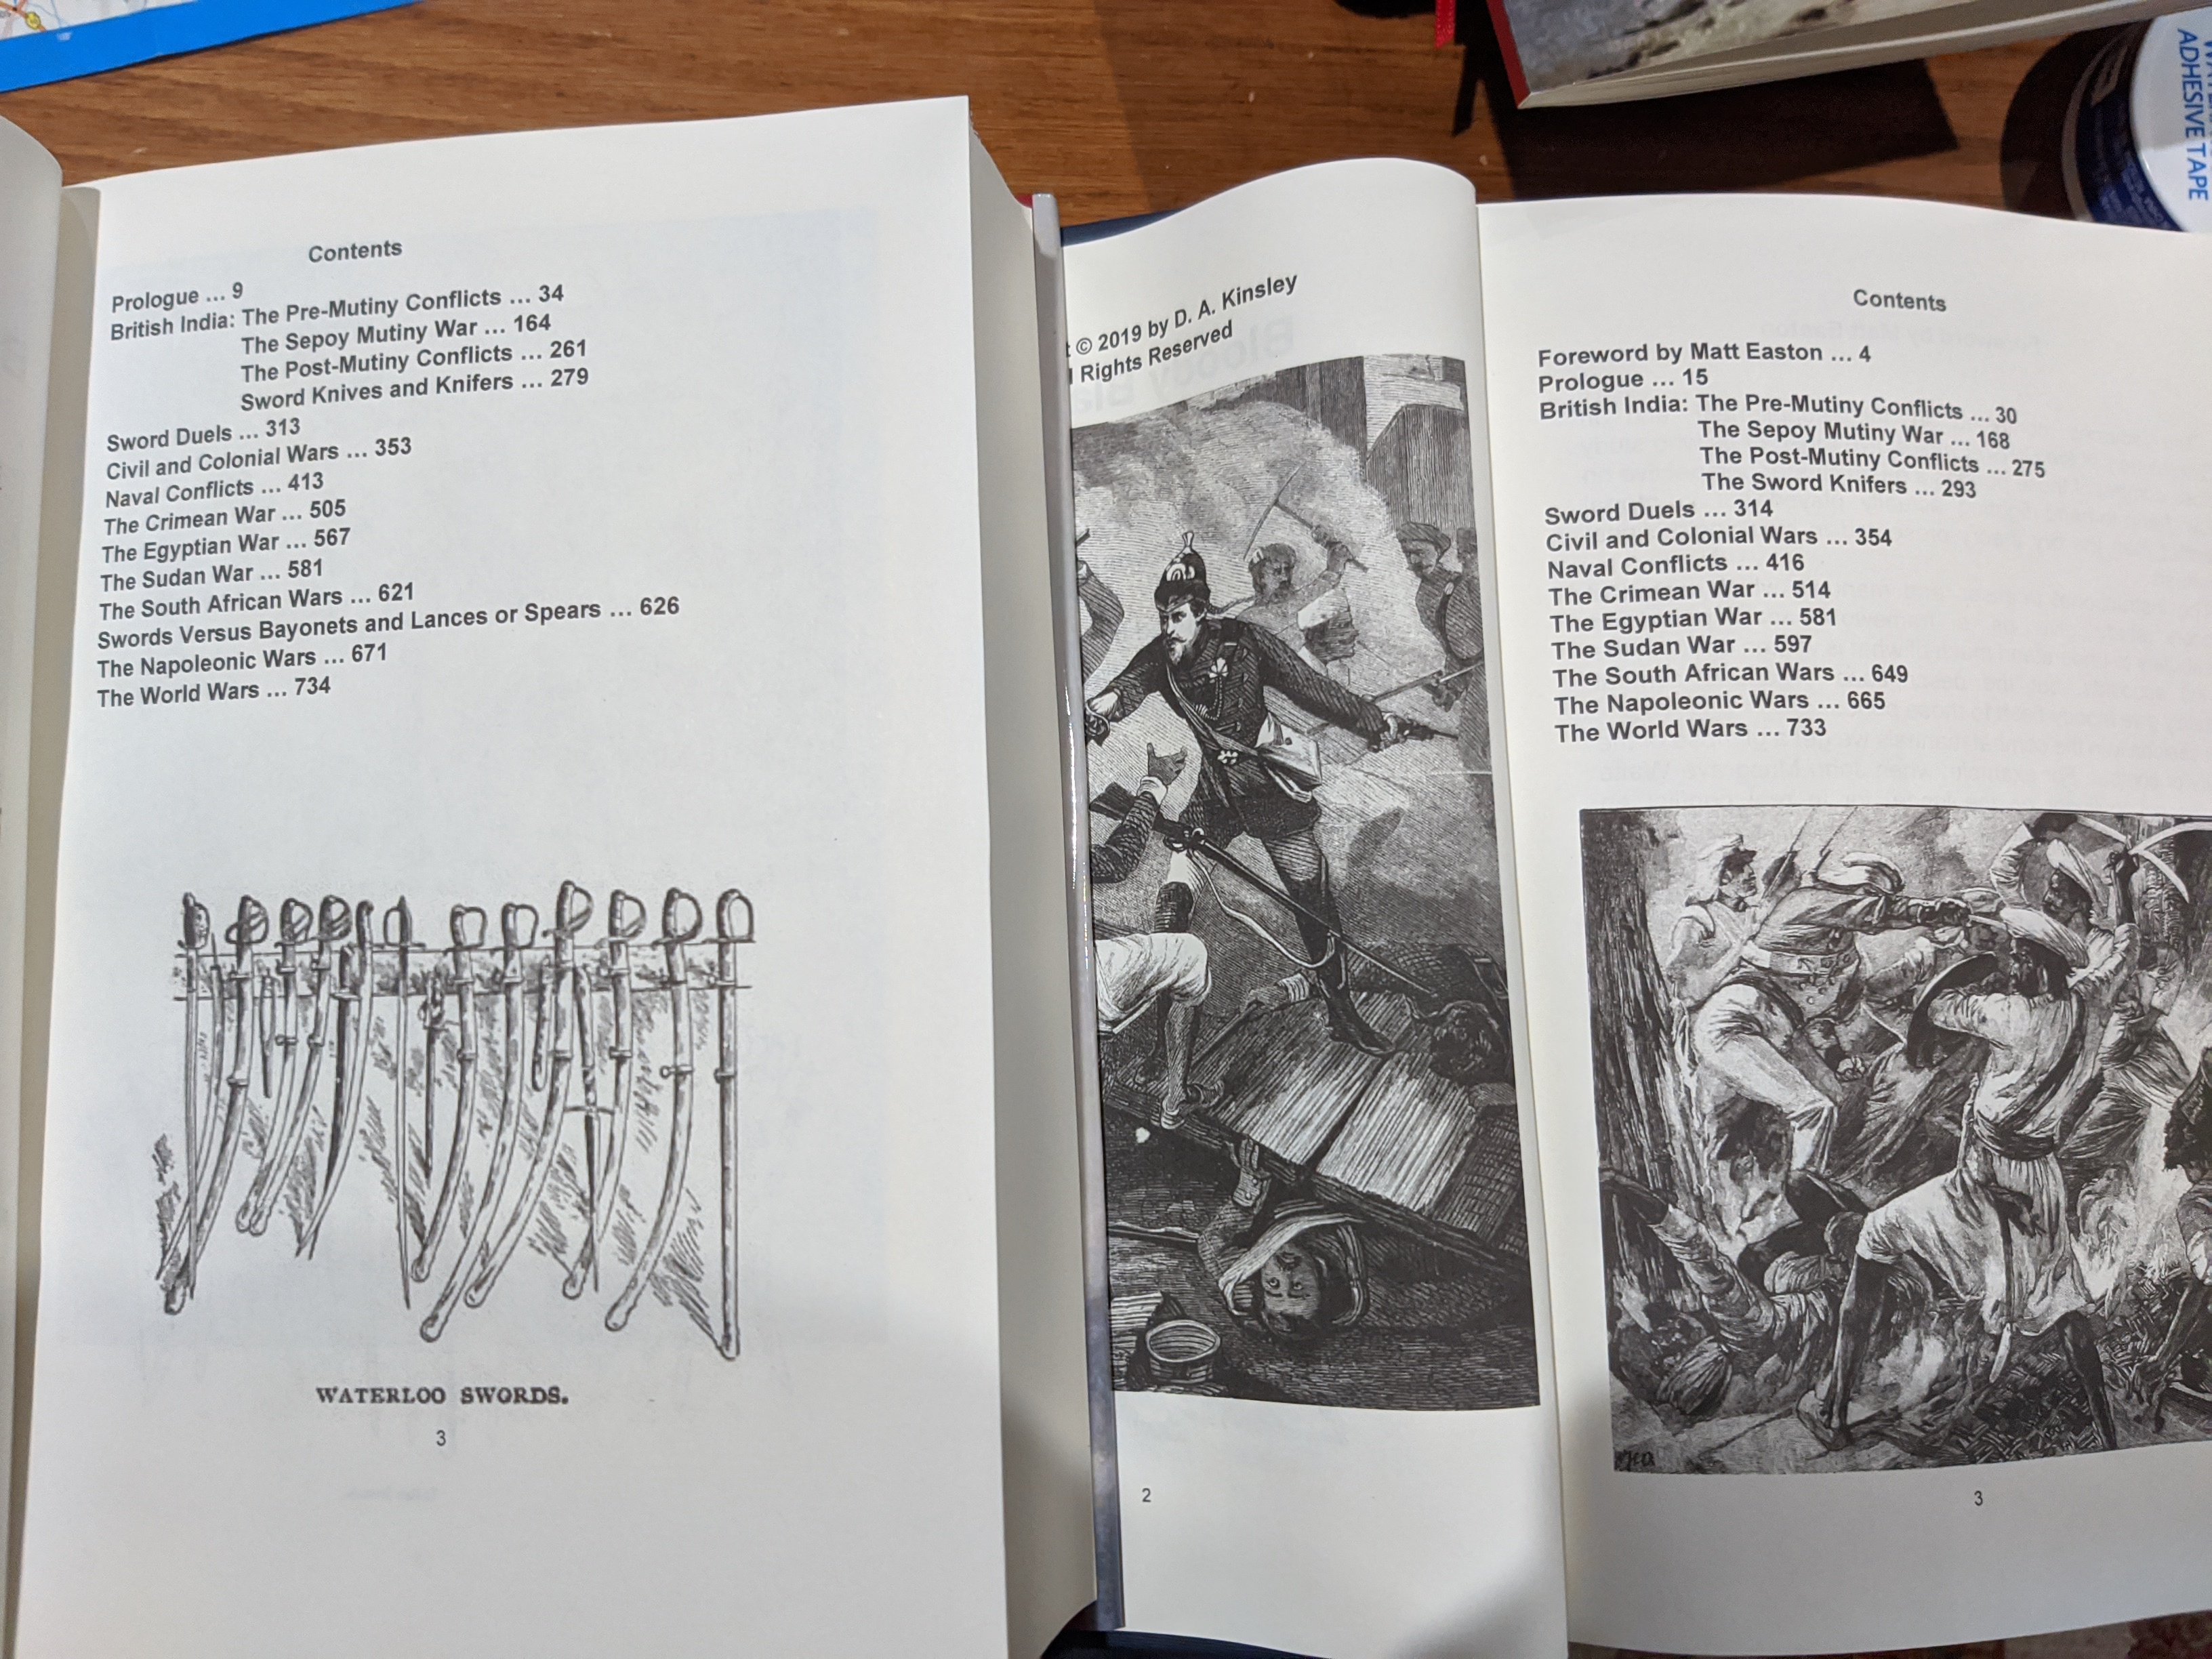 Contents
Prologue ... 9
British India: The Pre-Mutiny Conflicts ... 34
The Sepoy Mutiny War ... 164
The Post-Mutiny Conflicts ... 261
Sword Knives and Knifers ... 279
Sword Duels ... 313
Civil and Colonial Wars ... 353
Naval Conflicts ... 413
The Crimean War ... 505
The Egyptian War ... 567
The Sudan War ... 581
The South African Wars ... 621
Swords Versus Bayonets and Lances or Spears ... 626
The Napoleonic Wars ... 671
The World Wars ... 734
WATERLOO SWORDS.
3
© 2019 by D. A. Kinsley
Rights Reserved
2
Contents
Foreword by Matt Easton ... 4
Prologue ... 15
British India: The Pre-Mutiny Conflicts ... 30
The Sepoy Mutiny War ... 168
The Post-Mutiny Conflicts ... 275
The Sword Knifers ... 293
Sword Duels ... 314
Civil and Colonial Wars ... 354
Naval Conflicts ... 416
The Crimean War ... 514
The Egyptian War ... 581
The Sudan War ... 597
The South African Wars ... 649
The Napoleonic Wars ... 665
The World Wars ... 733
3
ADHESIVE TAPE